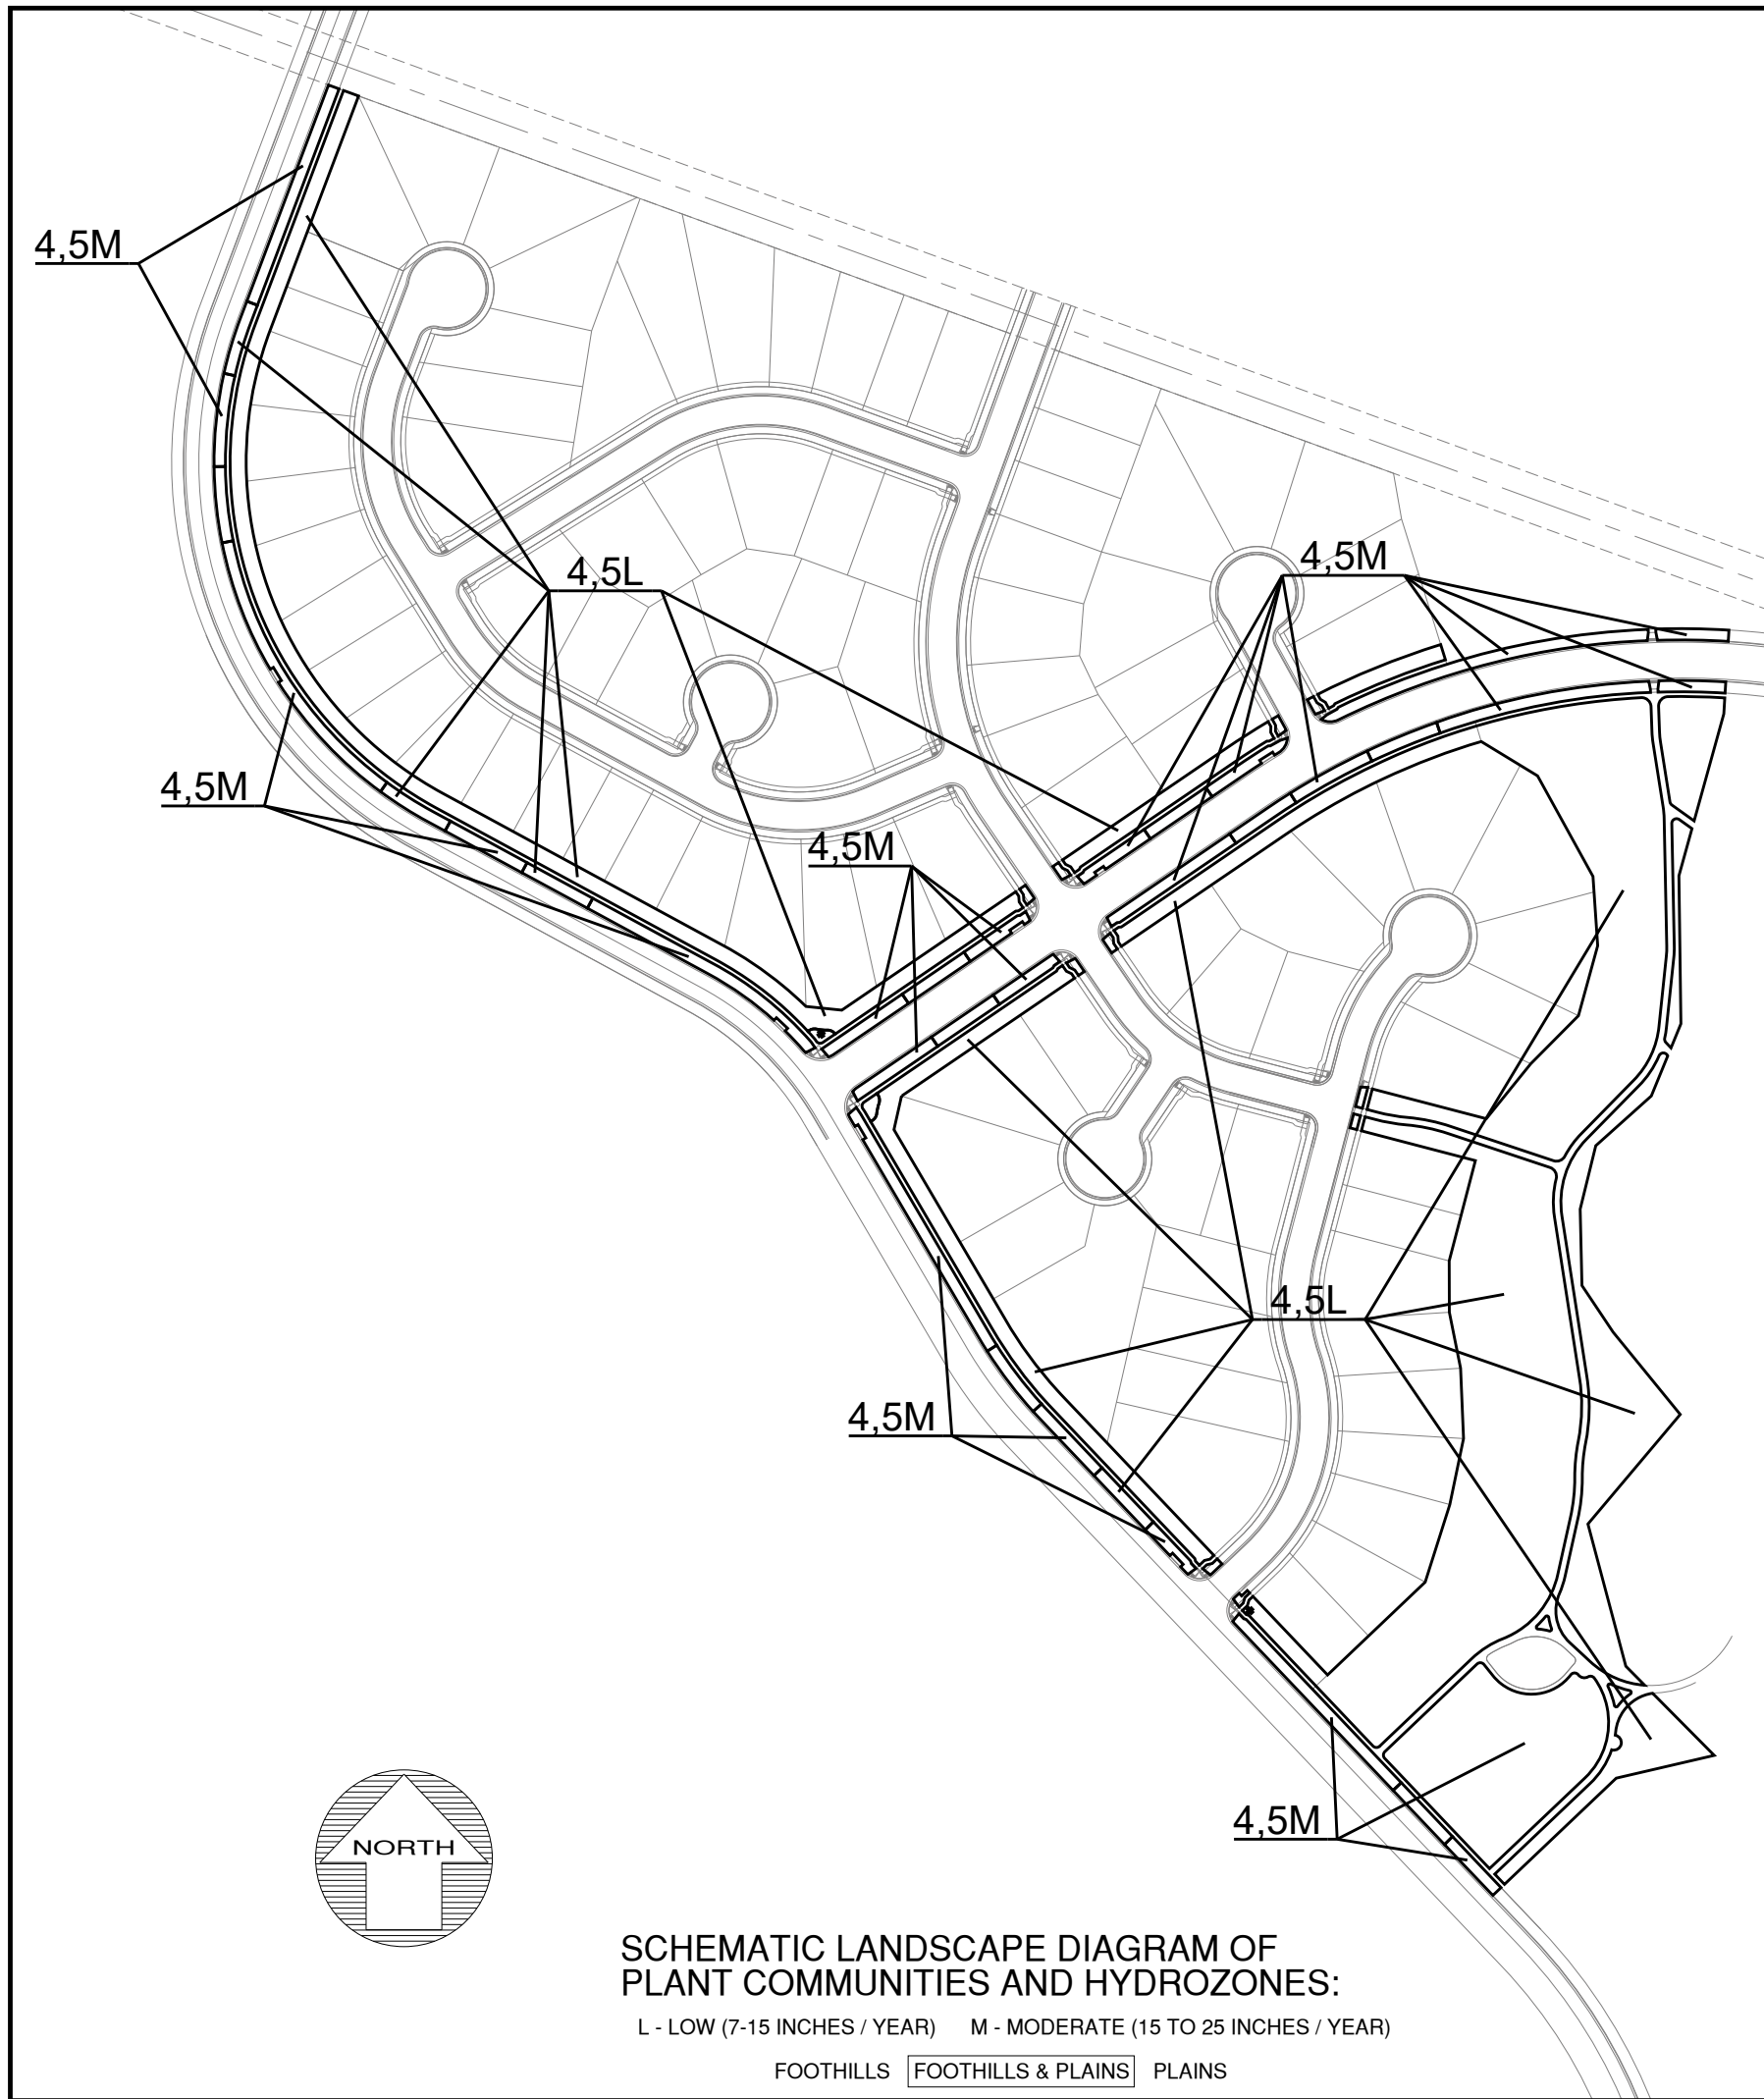 4,5M
4,5L
4,5M
4,5M
4,5M
4,5L
4,5M
4,5M
NORTH
SCHEMATIC LANDSCAPE DIAGRAM OF
PLANT COMMUNITIES AND HYDROZONES:
L - LOW (7-15 INCHES / YEAR) M - MODERATE (15 TO 25 INCHES / YEAR)
FOOTHILLS FOOTHILLS & PLAINS PLAINS